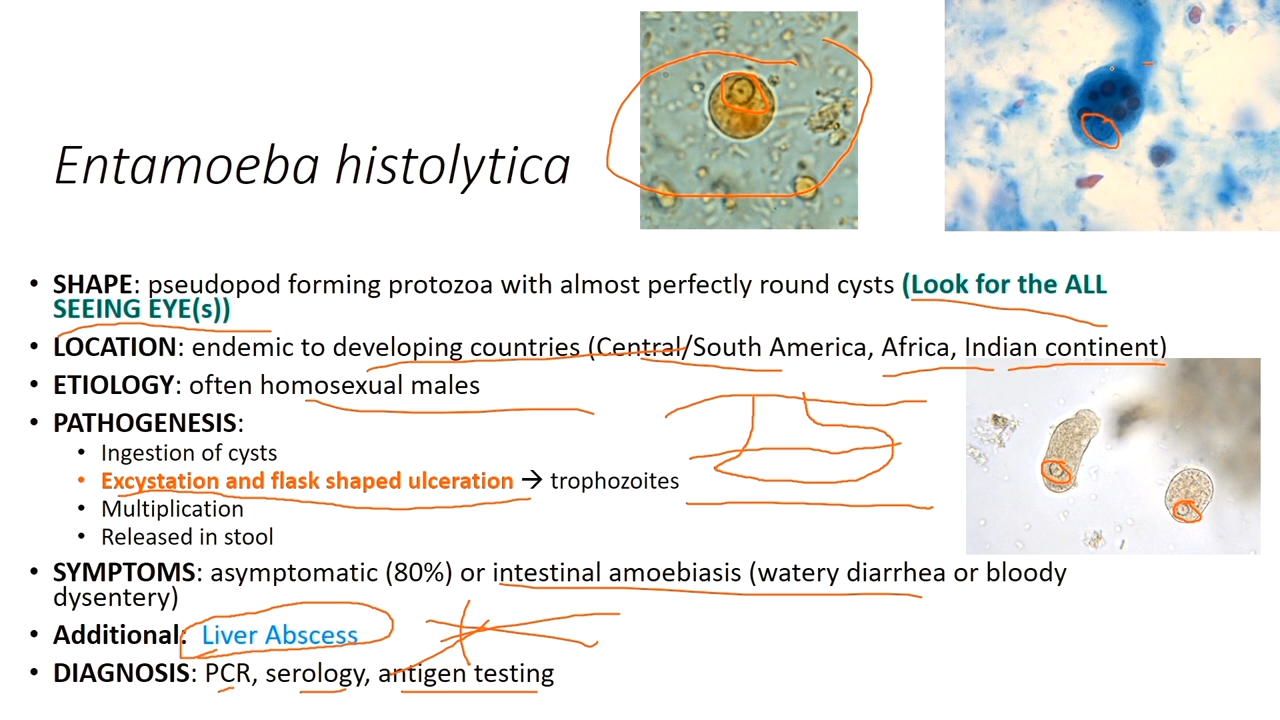 Entamoeba histolytica
• SHAPE: pseudopod forming protozoa with almost perfectly round cysts (Look for the ALL
SEEING EYE(s))
• LOCATION: endemic to developing countries (Central/South America, Africa, Indian continent)
• ETIOLOGY: often homosexual males
• PATHOGENESIS:
• Ingestion of cysts
• Excystation and flask shaped ulceration → trophozoites
• Multiplication
• Released in stool
• SYMPTOMS: asymptomatic (80%) or intestinal amoebiasis (watery diarrhea or bloody
dysentery)
• Additional: Liver Abscess
• DIAGNOSIS: PCR, serology, antigen testing